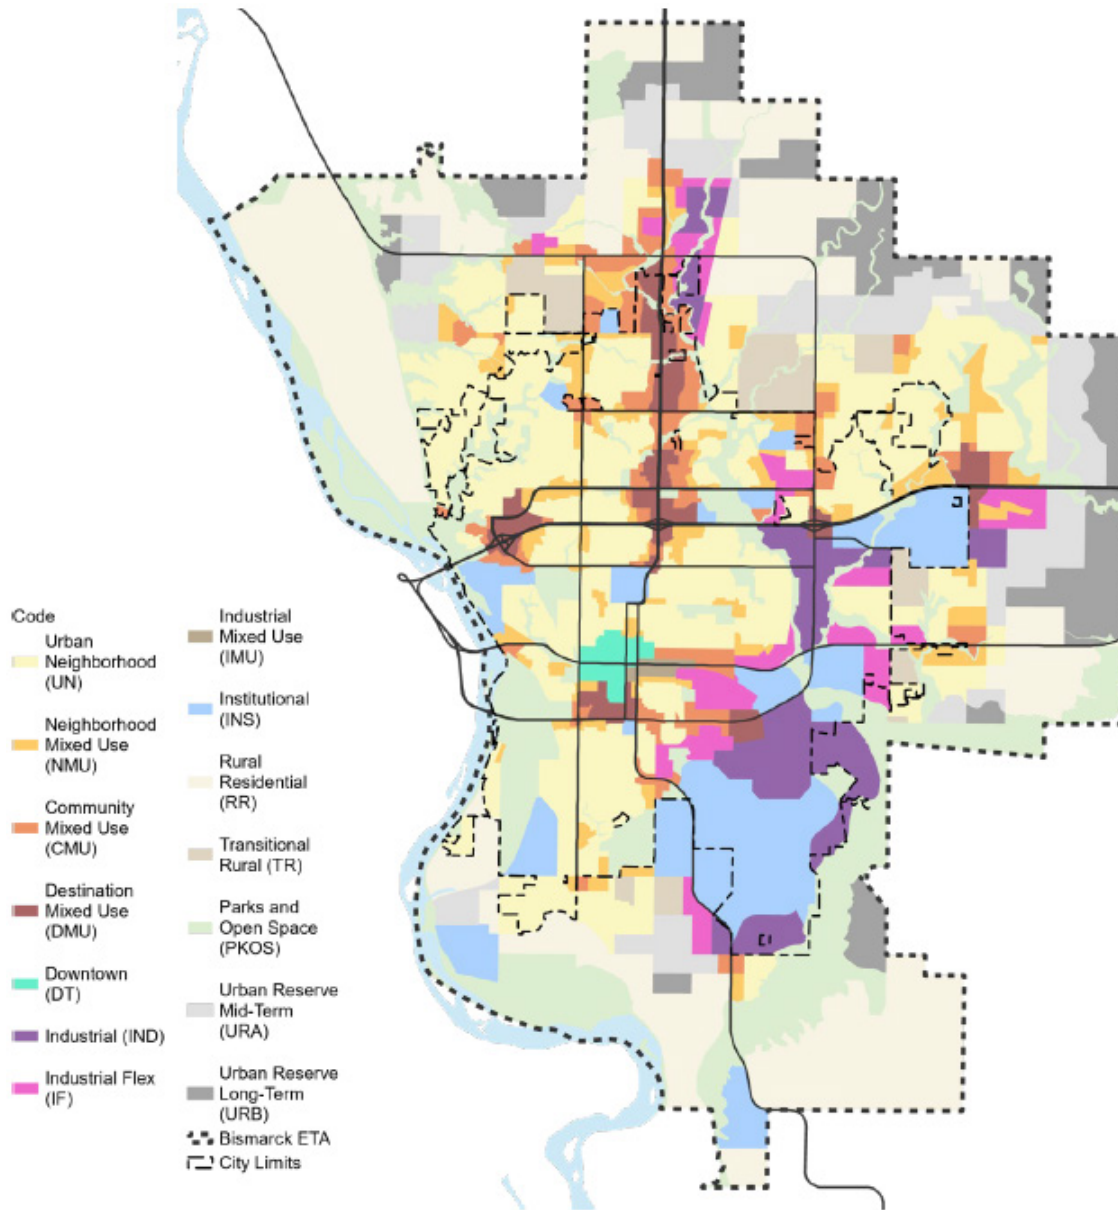 Code
Urban
Neighborhood
(UN)
Neighborhood
Mixed Use
(NMU)
Community
Mixed Use
(CMU)
Destination
Mixed Use
(DMU)
Downtown
(DT)
Industrial (IND)
Industrial Flex
(IF)
Industrial
Mixed Use
(IMU)
Institutional
(INS)
Rural
Residential
(RR)
Transitional
Rural (TR)
Parks and
Open Space
(PKOS)
Urban Reserve
Mid-Term
(URA)
Urban Reserve
Long-Term
(URB)
Bismarck ETA
City Limits